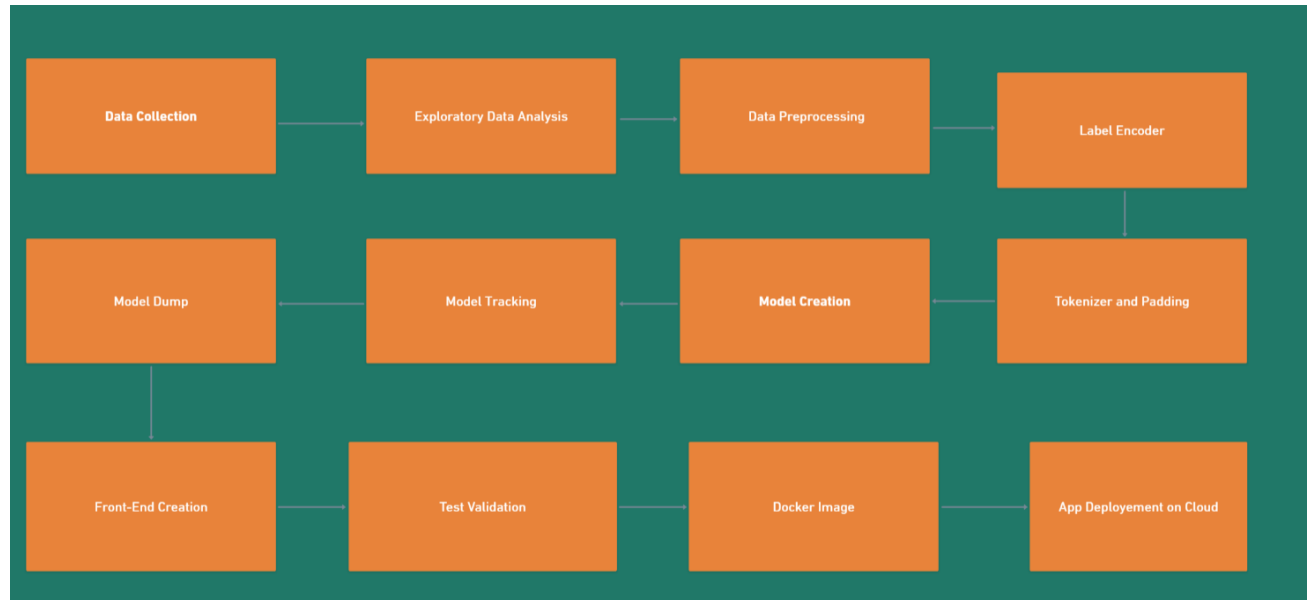 Data Collection
Exploratory Data Analysis
Data Preprocessing
Label Encoder
Tokenizer and Padding
Model Creation
Model Tracking
Model Dump
Front-End Creation
Test Validation
Docker Image
App Deployement on Cloud